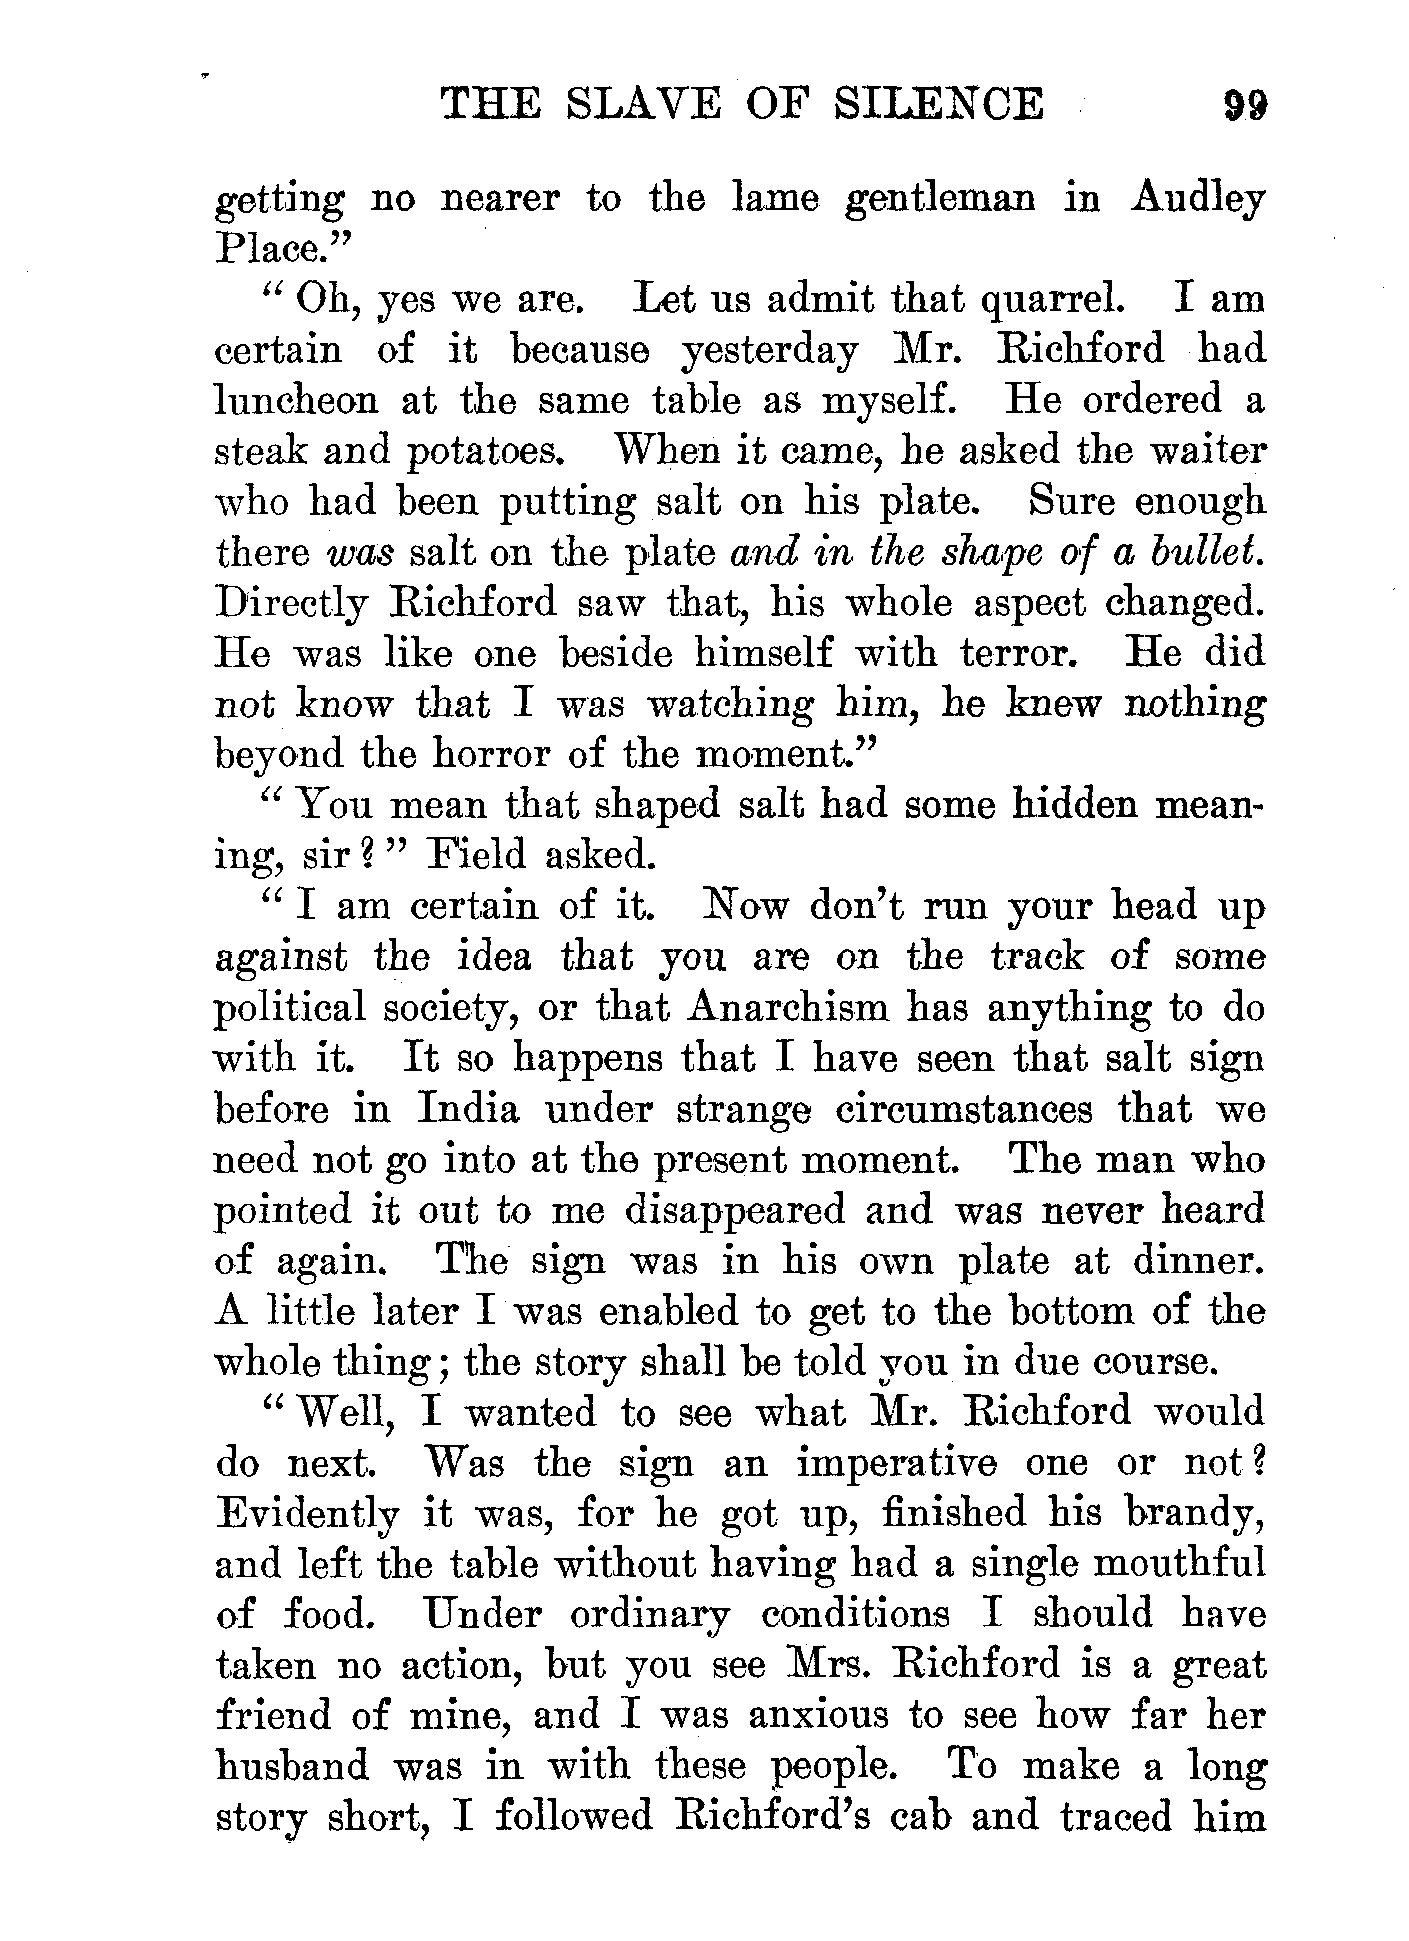 THE SLAVE OF SILENCE 99
getting no nearer to the lame gentleman in Audley
Place.”
“ Oh, yes we are. Let us admit that quarrel. I am
certain of it because yesterday Mr. Richford had
luncheon at the same table as myself. He ordered a
steak and potatoes. When it came, he asked the waiter
who had been putting salt on his plate. Sure enough
there was salt on the plate and in the shape of a bullet.
Directly Richford saw that, his whole aspect changed.
He was like one beside himself with terror. He did
not know that I was watching him, he knew nothing
beyond the horror of the moment.”
“ You mean that shaped salt had some hidden mean-
ing, sir ? ” Field asked.
“ I am certain of it. Now don’t run your head up
against the idea that you are on the track of some
political society, or that Anarchism has anything to do
with it. It so happens that I have seen that salt sign
before in India under strange circumstances that we
need not go into at the present moment. The man who
pointed it out to me disappeared and was never heard
of again. The sign was in his own plate at dinner.
A little later I was enabled to get to the bottom of the
whole thing ; the story shall be told you in due course.
“ Well, I wanted to see what Mr. Richford would
do next. Was the sign an imperative one or not ?
Evidently it was, for he got up, finished his brandy,
and left the table without having had a single mouthful
of food. Under ordinary conditions I should have
taken no action, but you see Mrs. Richford is a great
friend of mine, and I was anxious to see how far her
husband was in with these people. To make a long
story short, I followed Richford’s cab and traced him